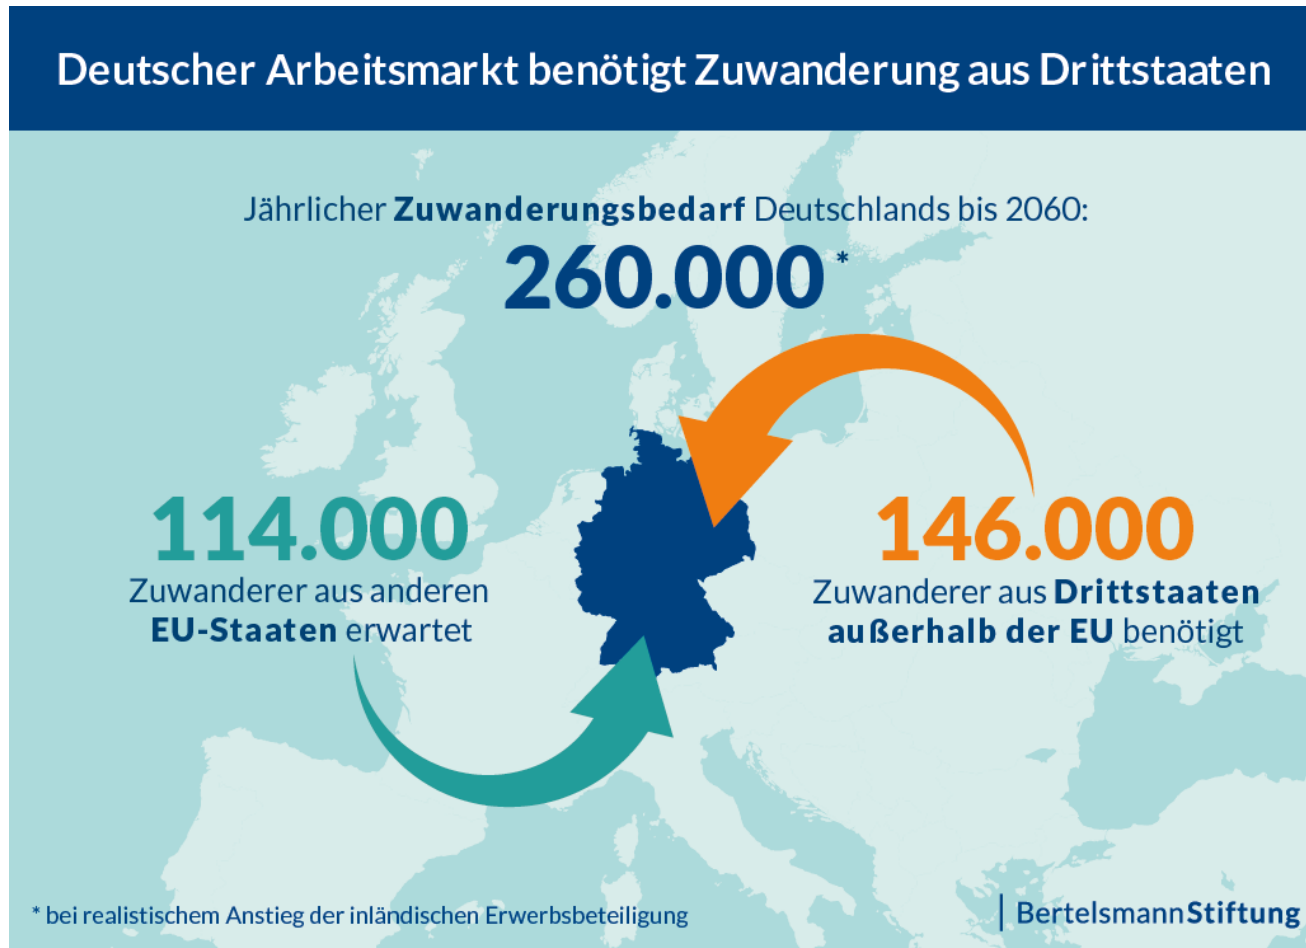 Deutscher Arbeitsmarkt benötigt Zuwanderung aus Drittstaaten
Jährlicher Zuwanderungsbedarf Deutschlands bis 2060:
260.000*
114.000
Zuwanderer aus anderen
EU-Staaten erwartet
146.000
Zuwanderer aus Drittstaaten
außerhalb der EU benötigt
* bei realistischem Anstieg der inländischen Erwerbsbeteiligung
BertelsmannStiftung